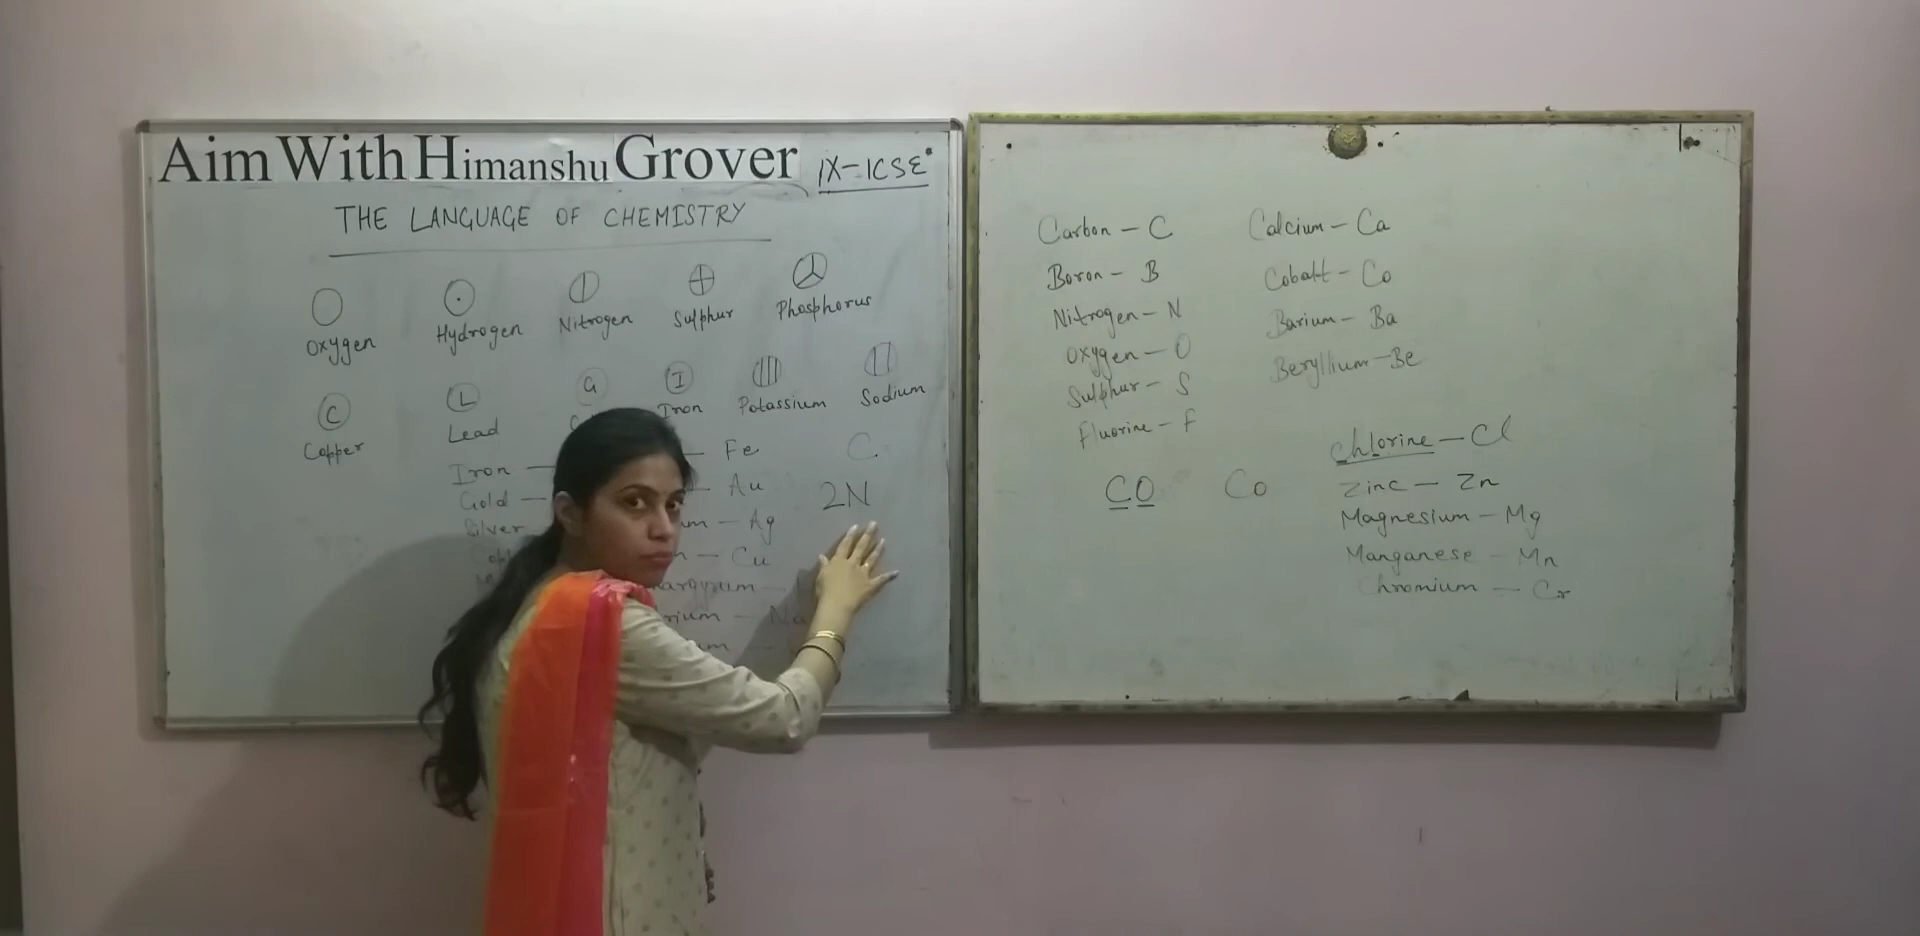 Aim With Himanshu Grover IX-ICSE
THE LANGUAGE OF CHEMISTRY
Oxygen Hydrogen Nitrogen Sulphur Phosphorus
C L G I
Copper Lead Iron Potassium Sodium
Iron — — Fe C
Gold — — Au 2N
Silver — Ag
— Cu
Carbon - C
Boron - B
Nitrogen - N
Oxygen - O
Sulphur - S
Fluorine - F
CO Co
Calcium - Ca
Cobalt - Co
Barium - Ba
Beryllium - Be
Chlorine - Cl
Zinc - Zn
Magnesium - Mg
Manganese - Mn
Chromium - Cr